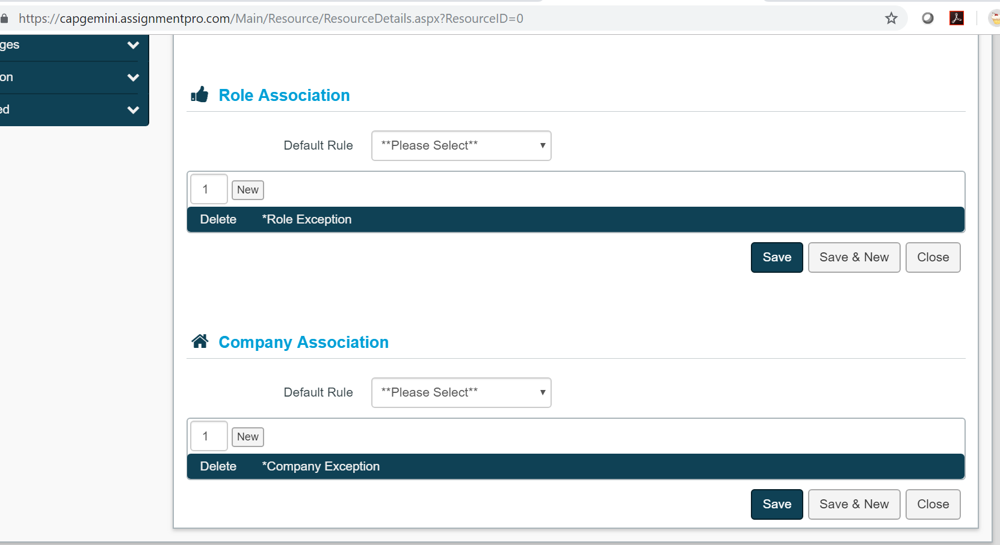 https://capgemini.assignmentpro.com/Main/Resource/ResourceDetails.aspx?ResourceID=0
ges
on
ed
Role Association
Default Rule **Please Select**
1 New
Delete *Role Exception
Save Save & New Close
Company Association
Default Rule **Please Select**
1 New
Delete *Company Exception
Save Save & New Close